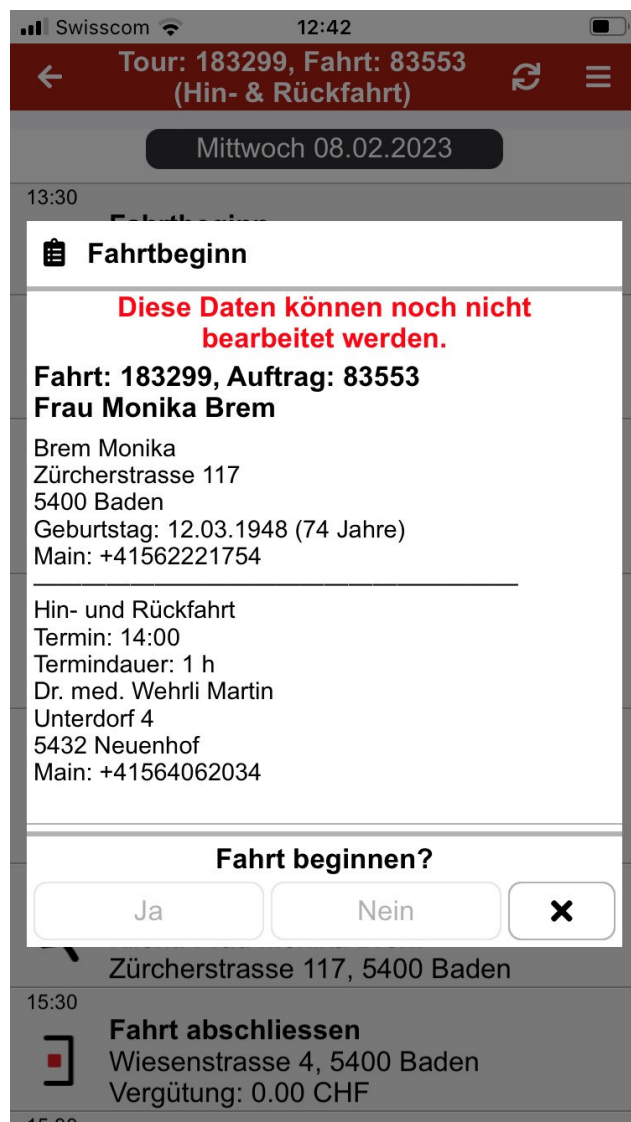 Swisscom
12:42
Tour: 183299, Fahrt: 83553
(Hin- & Rückfahrt)
Mittwoch 08.02.2023
13:30
Fahrtbeginn
Fahrtbeginn
Diese Daten können noch nicht
bearbeitet werden.
Fahrt: 183299, Auftrag: 83553
Frau Monika Brem
Brem Monika
Zürcherstrasse 117
5400 Baden
Geburtstag: 12.03.1948 (74 Jahre)
Main: +41562221754
Hin- und Rückfahrt
Termin: 14:00
Termindauer: 1 h
Dr. med. Wehrli Martin
Unterdorf 4
5432 Neuenhof
Main: +41564062034
Fahrt beginnen?
Ja
Nein
Zürcherstrasse 117, 5400 Baden
15:30
Fahrt abschliessen
Wiesenstrasse 4, 5400 Baden
Vergütung: 0.00 CHF